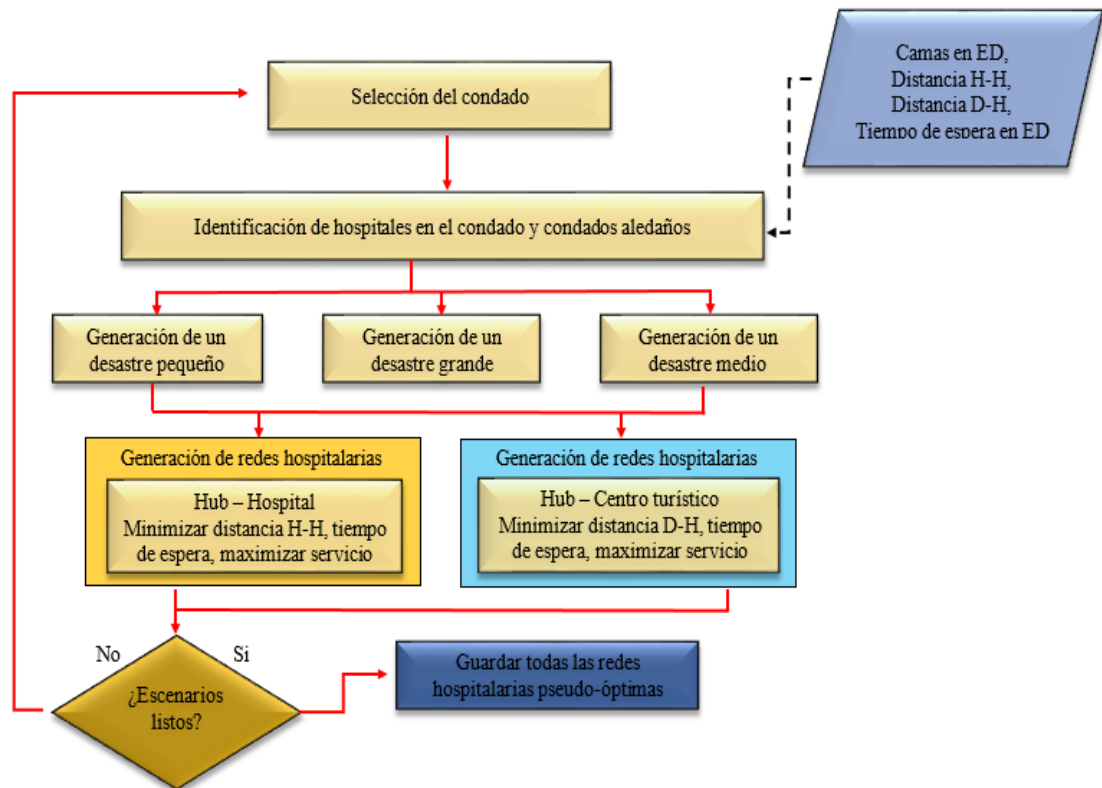 Camas en ED,
Distancia H-H,
Distancia D-H,
Tiempo de espera en ED
Selección del condado
Identificación de hospitales en el condado y condados aledaños
Generación de un
desastre pequeño
Generación de un
desastre grande
Generación de un
desastre medio
Generación de redes hospitalarias
Hub – Hospital
Minimizar distancia H-H, tiempo
de espera, maximizar servicio
Generación de redes hospitalarias
Hub – Centro turístico
Minimizar distancia D-H, tiempo
de espera, maximizar servicio
No
Si
¿Escenarios
listos?
Guardar todas las redes
hospitalarias pseudo-óptimas